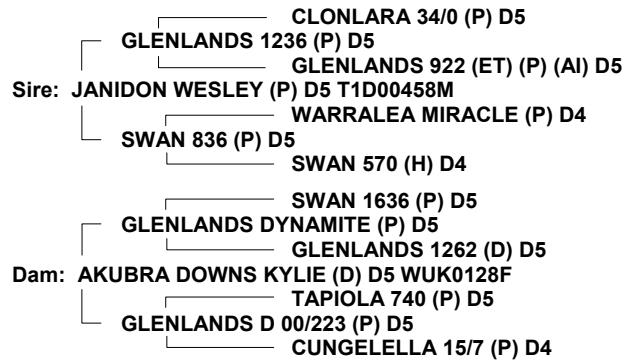 CLONLARA 34/0 (P) D5
GLENLANDS 1236 (P) D5
GLENLANDS 922 (ET) (P) (AI) D5
Sire: JANIDON WESLEY (P) D5 T1D00458M
WARRALEA MIRACLE (P) D4
SWAN 836 (P) D5
SWAN 570 (H) D4
SWAN 1636 (P) D5
GLENLANDS DYNAMITE (P) D5
GLENLANDS 1262 (D) D5
Dam: AKUBRA DOWNS KYLIE (D) D5 WUK0128F
TAPIOLA 740 (P) D5
GLENLANDS D 00/223 (P) D5
CUNGELELLA 15/7 (P) D4